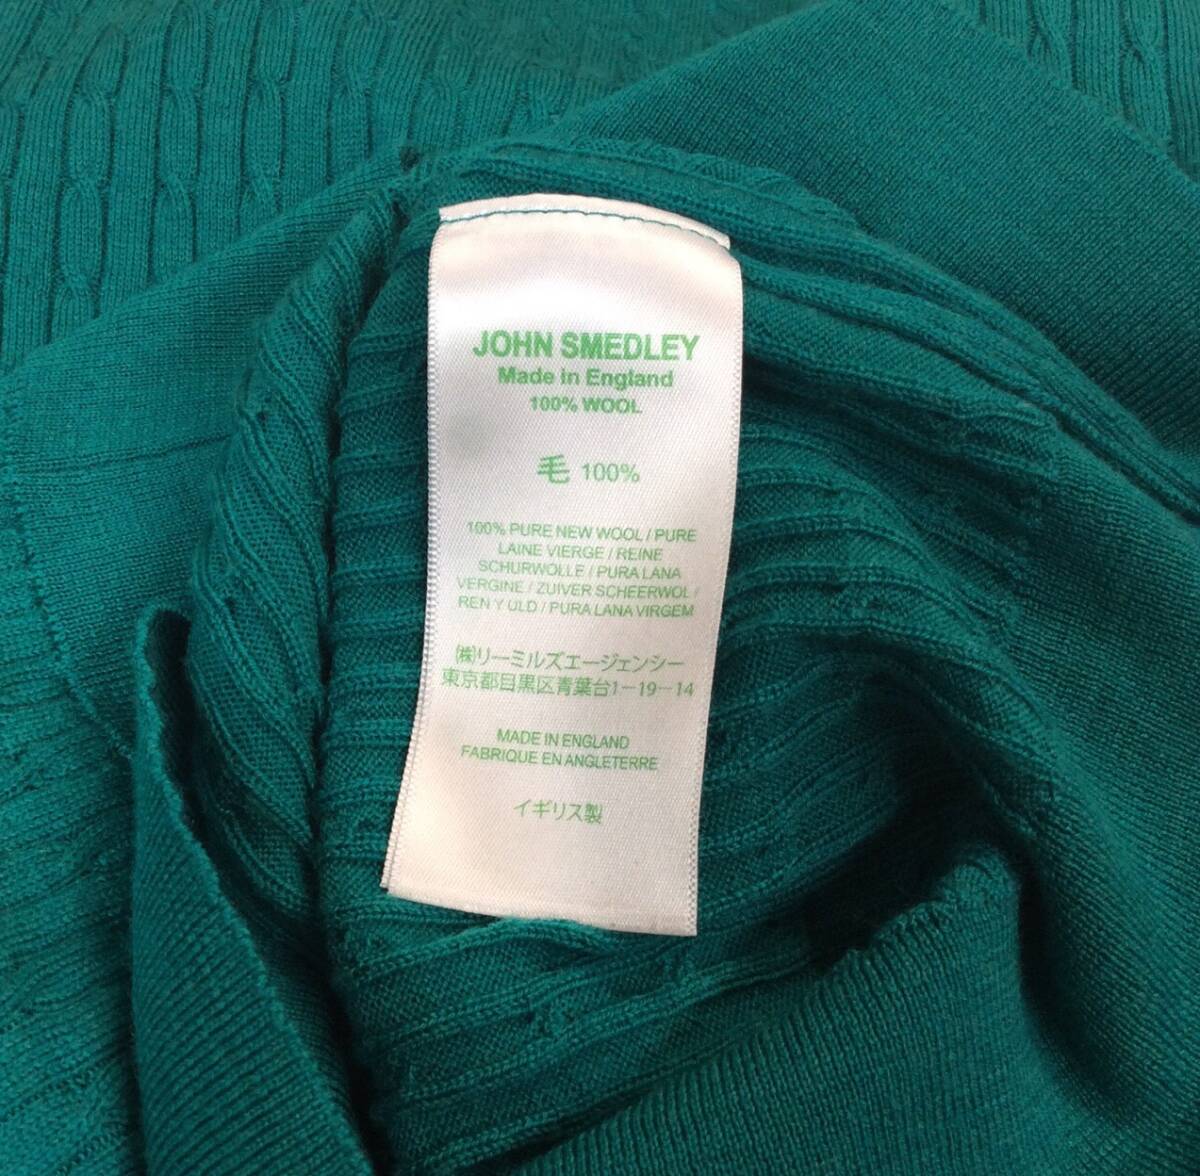 JOHN SMEDLEY
Made in England
100% WOOL
毛 100%
100% PURE NEW WOOL / PURE
LAINE VIERGE / REINE
SCHURWOLLE / PURA LANA
VERGINE / ZUIVER SCHEERWOL /
REN Y ULD / PURA LANA VIRGEM
㈱リーミルズエージェンシー
東京都目黒区青葉台1-19-14
MADE IN ENGLAND
FABRIQUE EN ANGLETERRE
イギリス製